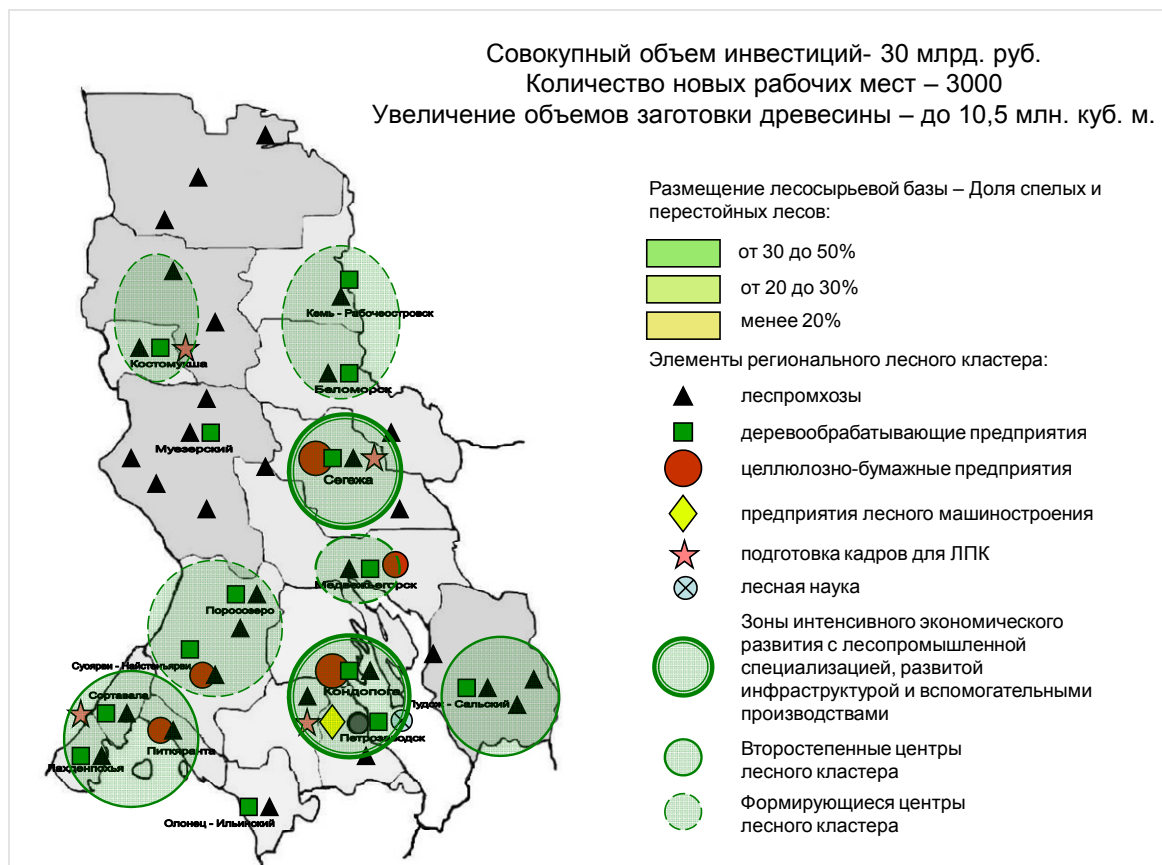 Совокупный объем инвестиций- 30 млрд. руб.
Количество новых рабочих мест – 3000
Увеличение объемов заготовки древесины – до 10,5 млн. куб. м.
Размещение лесосырьевой базы – Доля спелых и
перестойных лесов:
от 30 до 50%
от 20 до 30%
менее 20%
Элементы регионального лесного кластера:
леспромхозы
деревообрабатывающие предприятия
целлюлозно-бумажные предприятия
предприятия лесного машиностроения
подготовка кадров для ЛПК
лесная наука
Зоны интенсивного экономического
развития с лесопромышленной
специализацией, развитой
инфраструктурой и вспомогательными
производствами
Второстепенные центры
лесного кластера
Формирующиеся центры
лесного кластера
Кемь - Рабочеостровск
Костомукша
Беломорск
Муезерский
Сегежа
Медвежьегорск
Поросозеро
Суоярви - Найстенъярви
Сортавала
Кондопога
Пудож - Сальский
Питкяранта
Петрозаводск
Лахденпохья
Олонец - Ильинский